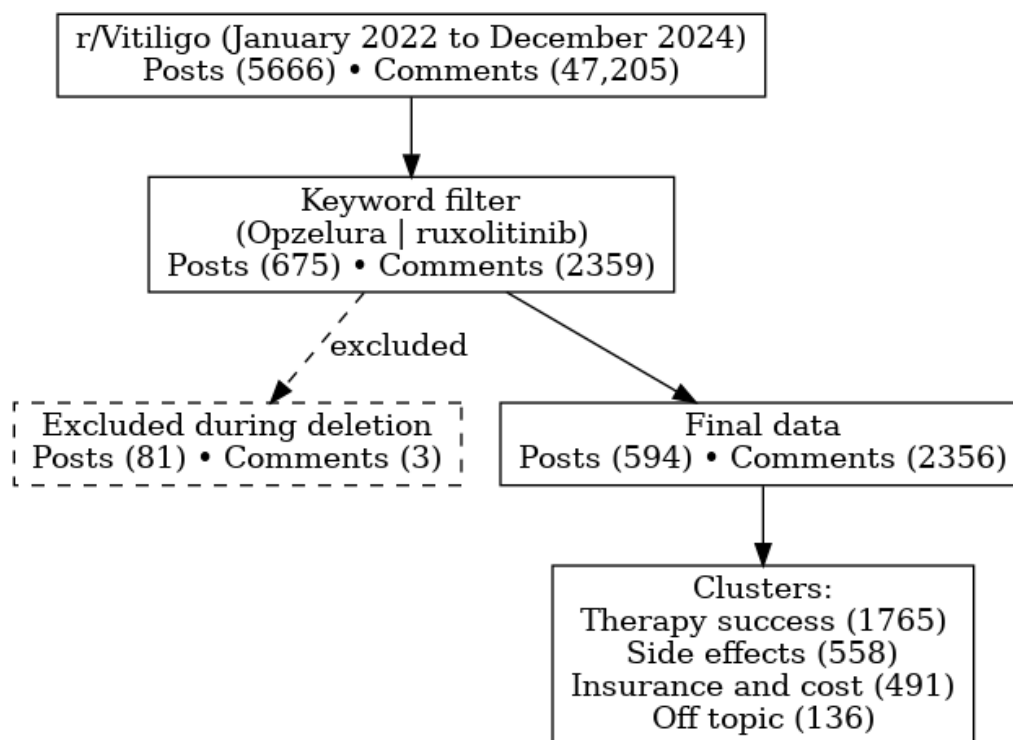 r/Vitiligo (January 2022 to December 2024)
Posts (5666) • Comments (47,205)
Keyword filter
(Opzelura | ruxolitinib)
Posts (675) • Comments (2359)
excluded
Excluded during deletion
Posts (81) • Comments (3)
Final data
Posts (594) • Comments (2356)
Clusters:
Therapy success (1765)
Side effects (558)
Insurance and cost (491)
Off topic (136)